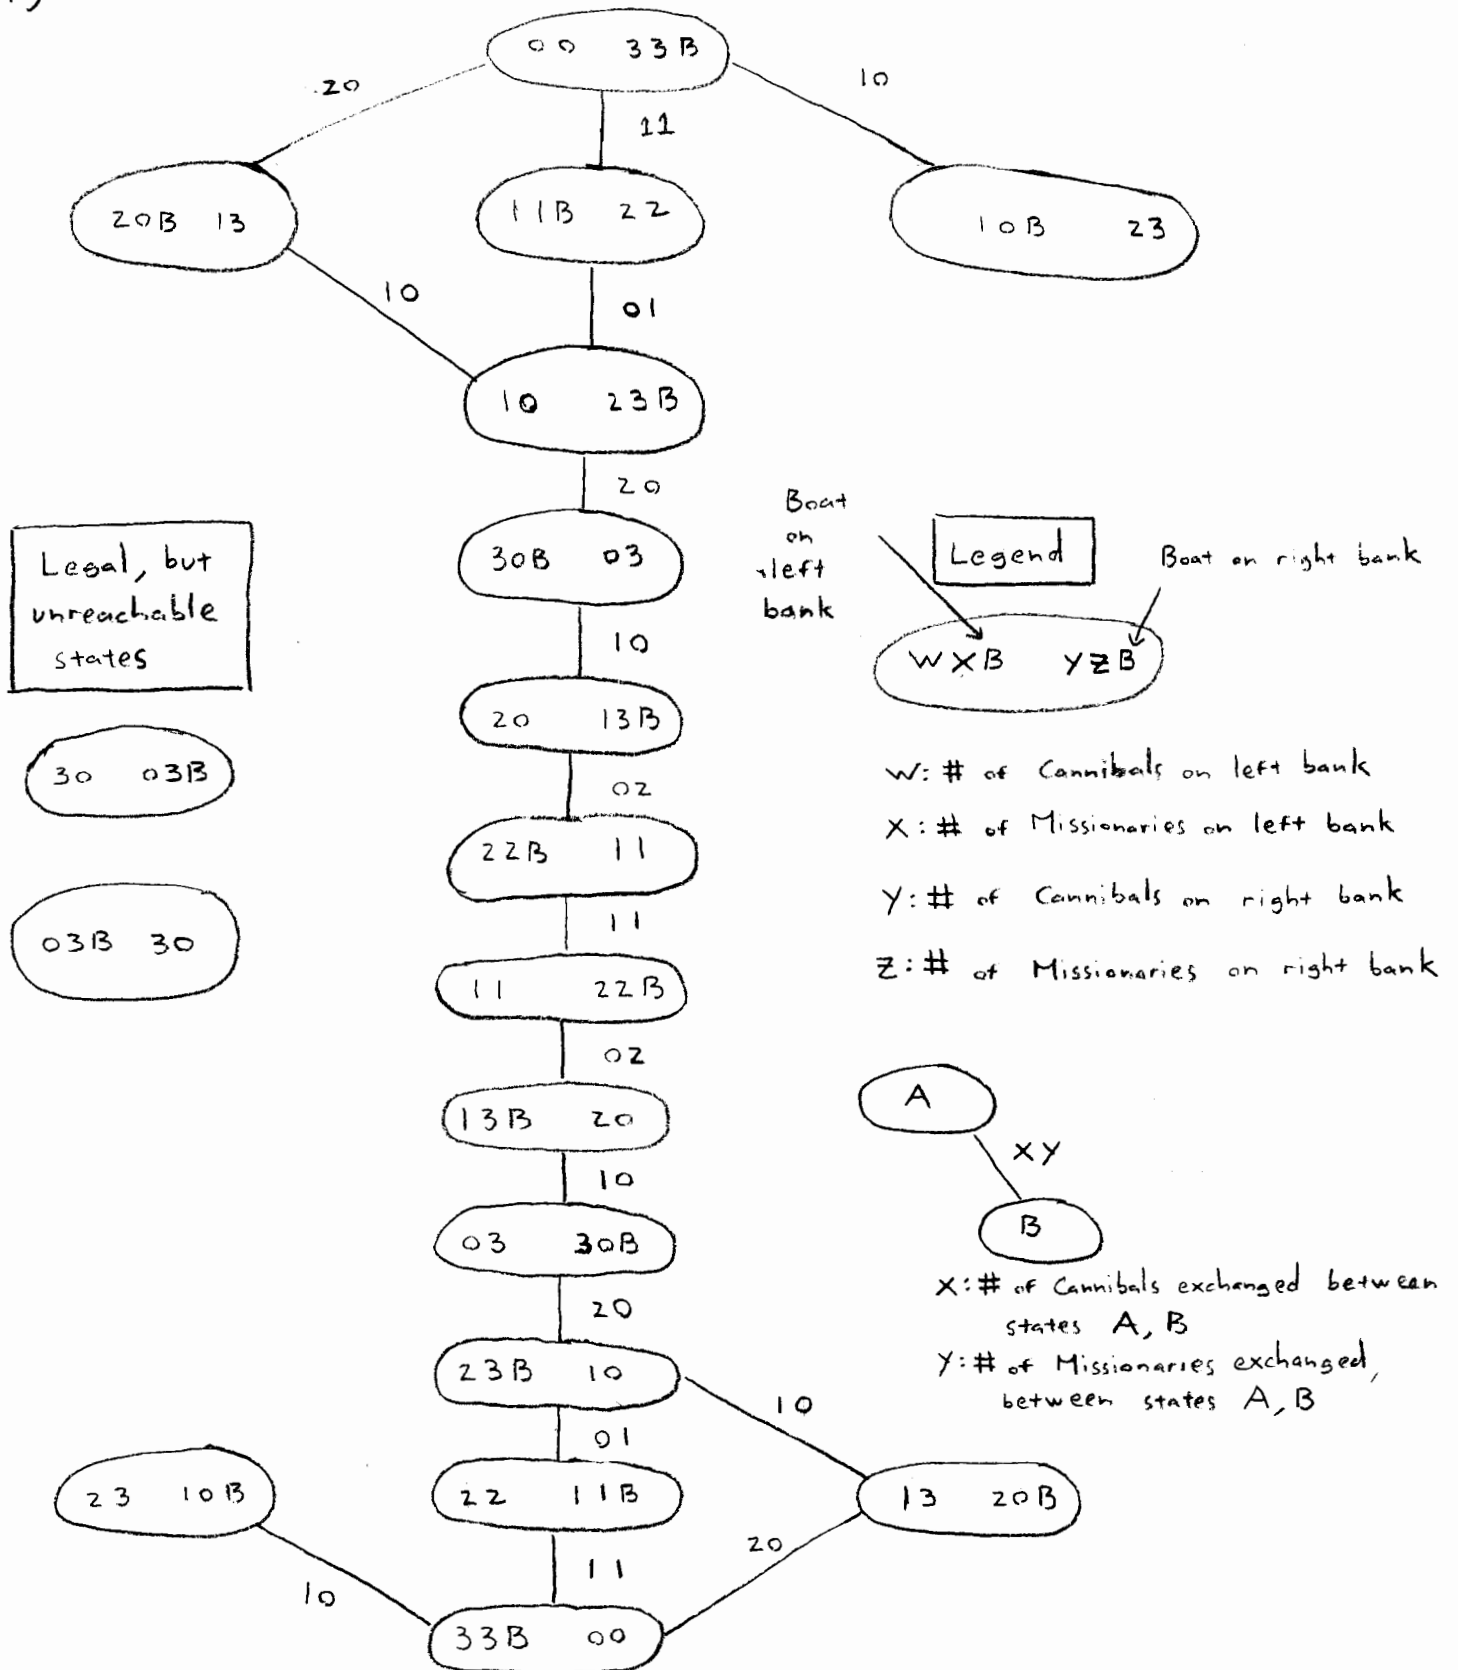 00 33B
20
11
10
20B 13
11B 22
10B 23
10
01
10 23B
20
30B 03
10
20 13B
02
22B 11
11
11 22B
02
13B 20
10
03 30B
20
23B 10
01
10
23 10B
22 11B
13 20B
10
11
20
33B 00
Legal, but
unreachable
states
30 03B
03B 30
Boat
on
left
bank
Legend
Boat on right bank
WXB YZB
W: # of Cannibals on left bank
X: # of Missionaries on left bank
Y: # of Cannibals on right bank
Z: # of Missionaries on right bank
A
XY
B
X: # of Cannibals exchanged between
states A, B
Y: # of Missionaries exchanged,
between states A, B